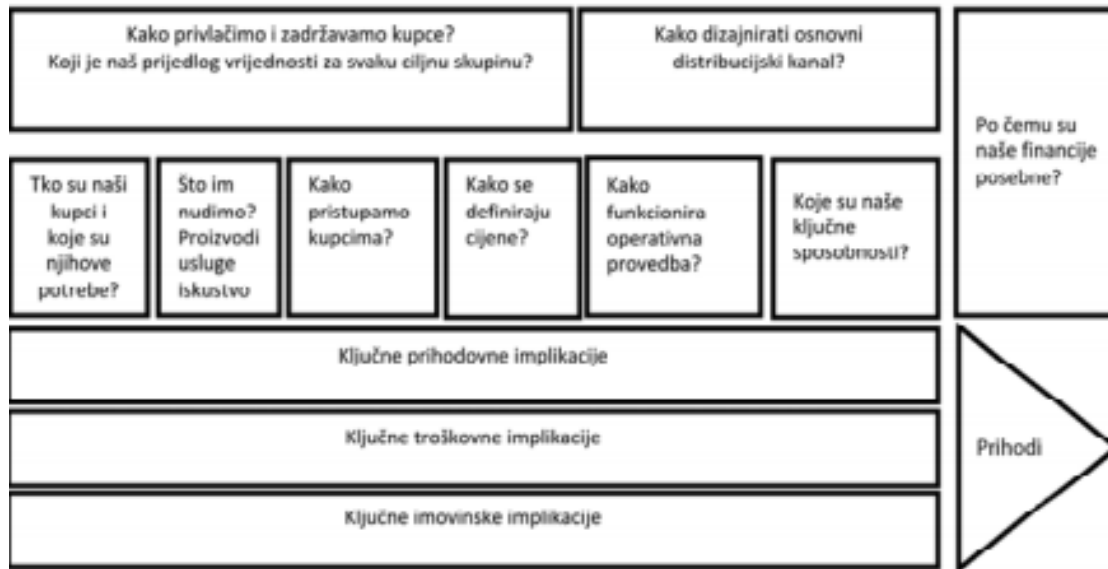 Kako privlačimo i zadržavamo kupce?
Koji je naš prijedlog vrijednosti za svaku ciljnu skupinu?
Kako dizajnirati osnovni
distribucijski kanal?
Po čemu su
naše financije
posebne?
Tko su naši
kupci i
koje su
njihove
potrebe?
Što im
nudimo?
Proizvodi
usluge
iskustvo
Kako
pristupamo
kupcima?
Kako se
definiraju
cijene?
Kako
funkcionira
operativna
provedba?
Koje su naše
ključne
sposobnosti?
Ključne prihodovne implikacije
Ključne troškovne implikacije
Ključne imovinske implikacije
Prihodi